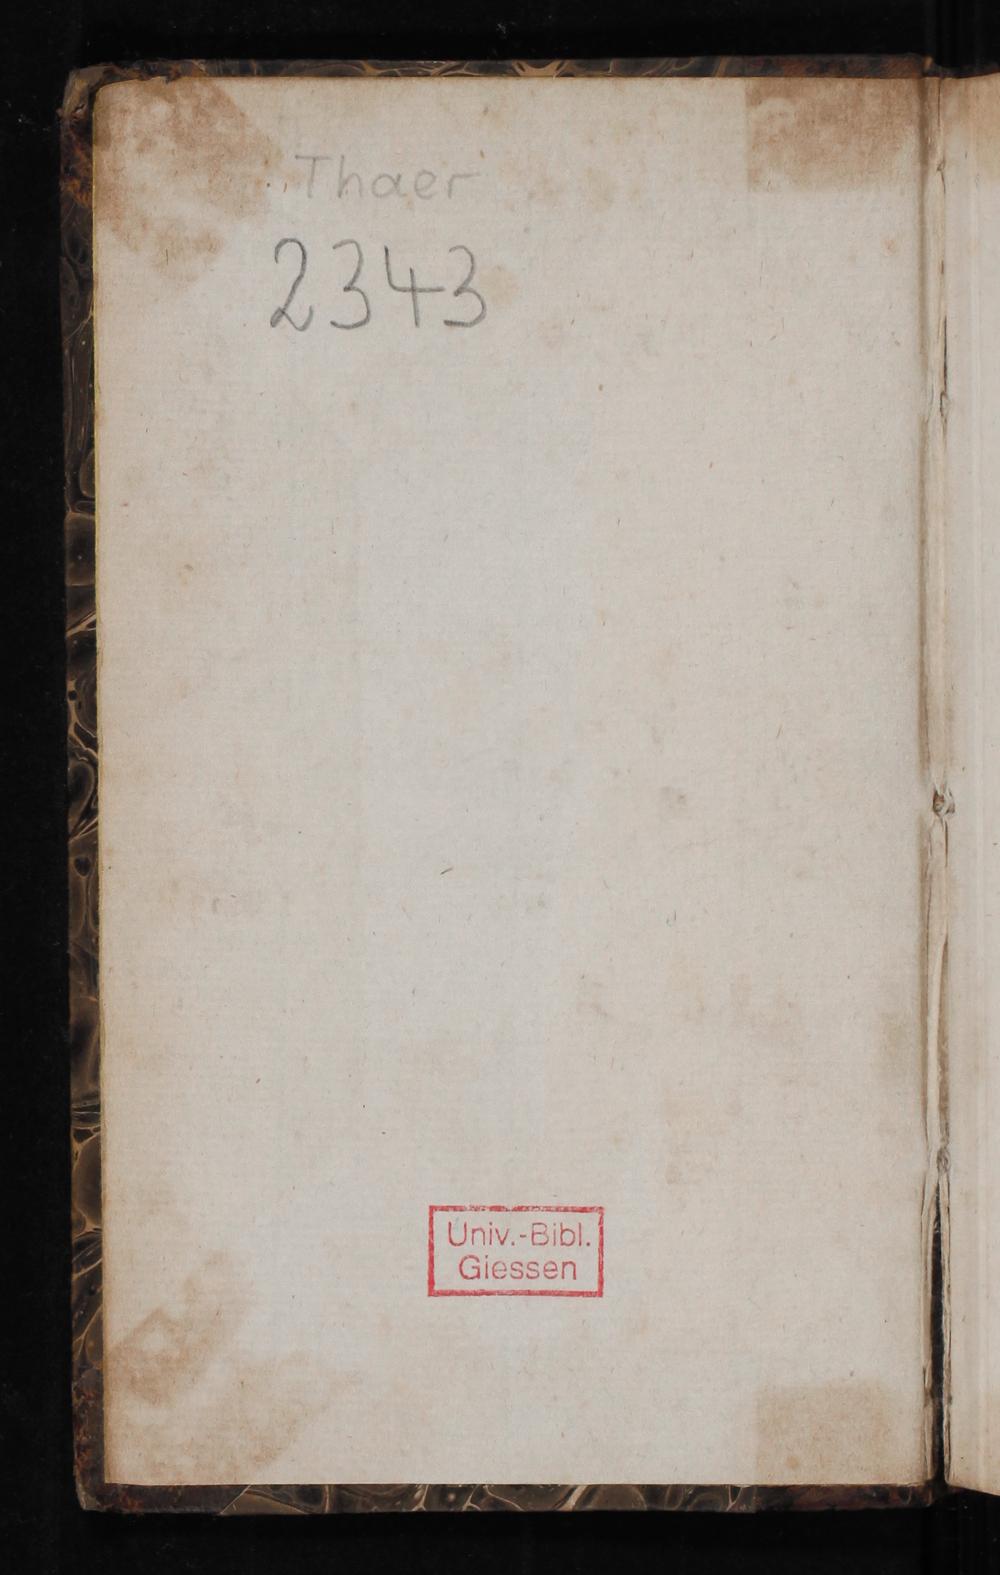 Thaer
2343
Univ.-Bibl.
Giessen